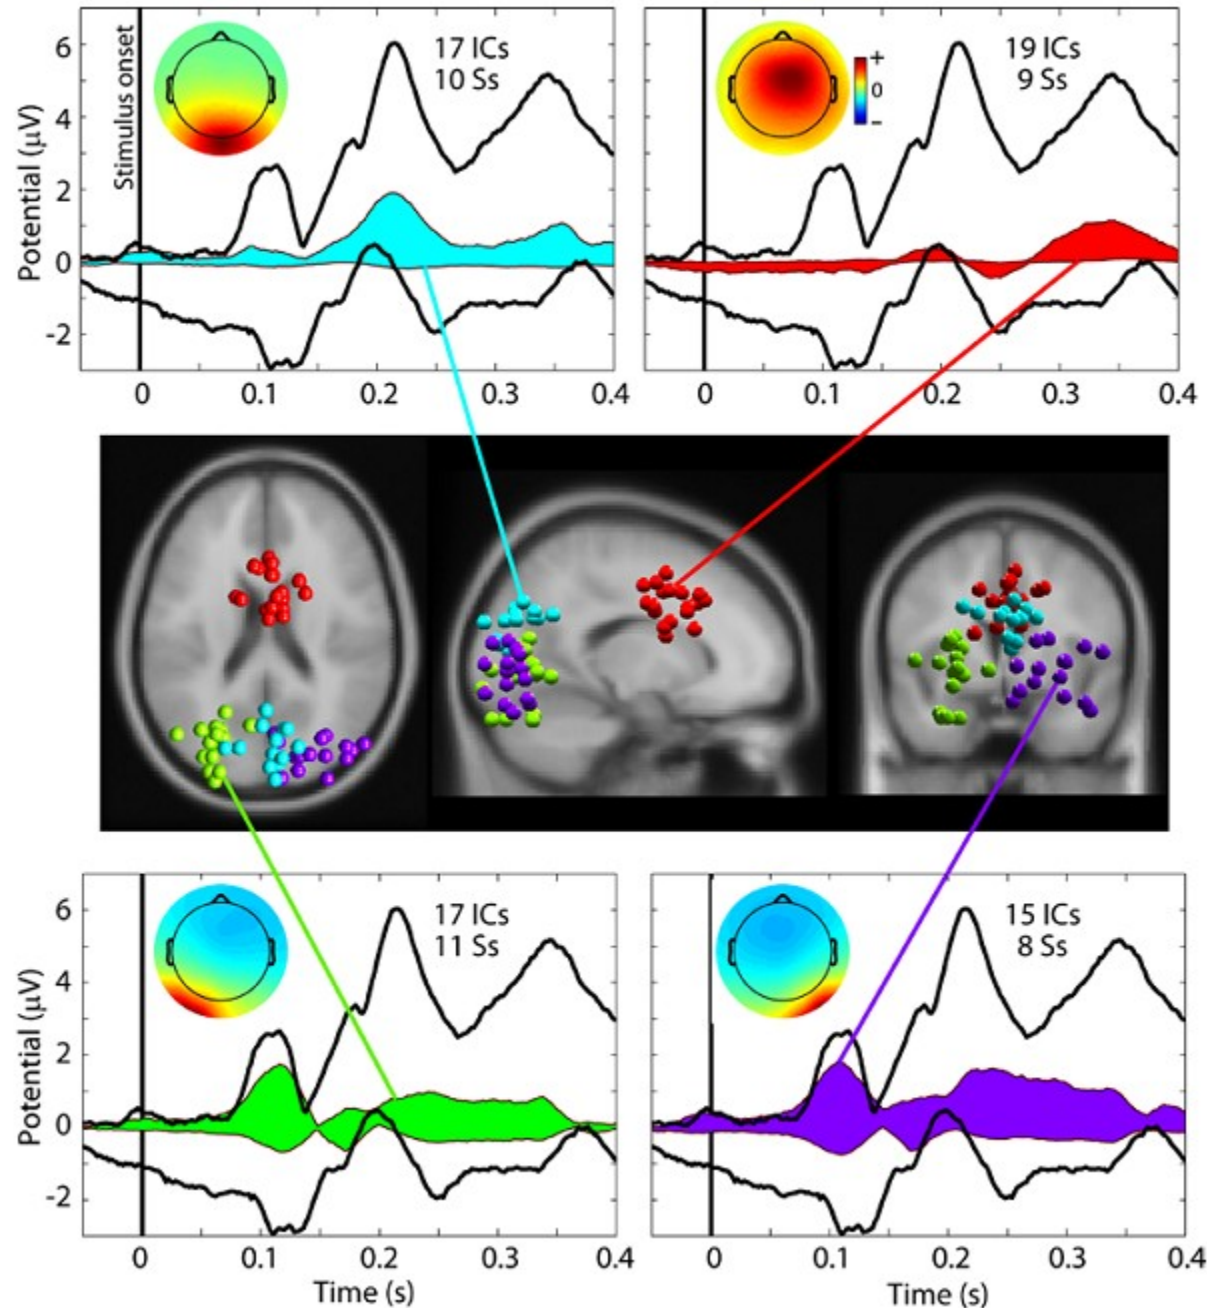 6
4
2
0
-2
Potential (µV)
Stimulus onset
17 ICs
10 Ss
0
0.1
0.2
0.3
0.4
+
0
−
19 ICs
9 Ss
0
0.1
0.2
0.3
0.4
6
4
2
0
-2
Potential (µV)
17 ICs
11 Ss
0
0.1
0.2
0.3
0.4
Time (s)
15 ICs
8 Ss
0
0.1
0.2
0.3
0.4
Time (s)